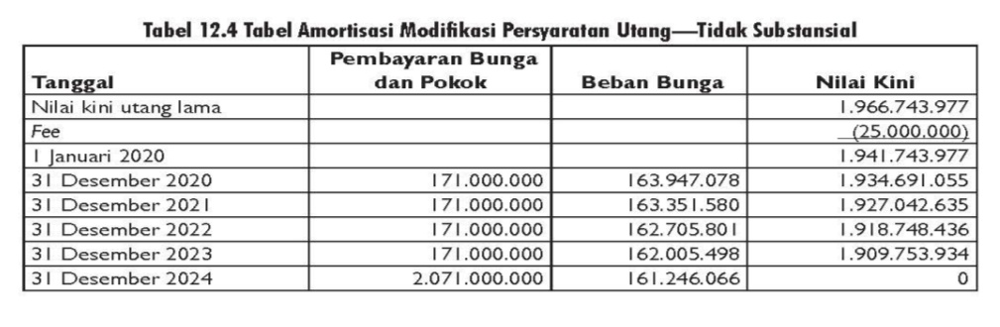 Tabel 12.4 Tabel Amortisasi Modifikasi Persyaratan Utang—Tidak Substansial
Tanggal Pembayaran Bunga dan Pokok Beban Bunga Nilai Kini
Nilai kini utang lama 1.966.743.977
Fee (25.000.000)
1 Januari 2020 1.941.743.977
31 Desember 2020 171.000.000 163.947.078 1.934.691.055
31 Desember 2021 171.000.000 163.351.580 1.927.042.635
31 Desember 2022 171.000.000 162.705.801 1.918.748.436
31 Desember 2023 171.000.000 162.005.498 1.909.753.934
31 Desember 2024 2.071.000.000 161.246.066 0